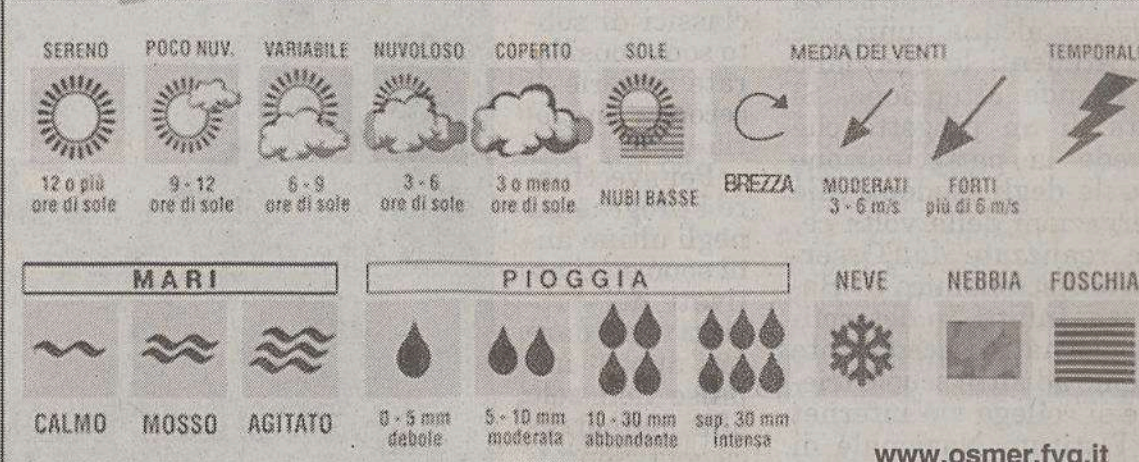 SERENO POCO NUV. VARIABILE NUVOLOSO COPERTO SOLE MEDIA DEI VENTI TEMPORALE
12 o più 9 - 12 6 - 9 3 - 6 3 o meno NUBI BASSE BREZZA MODERATI FORTI
ore di sole ore di sole ore di sole ore di sole ore di sole 3 - 6 m/s più di 6 m/s
MARI PIOGGIA NEVE NEBBIA FOSCHIA
CALMO MOSSO AGITATO 0 - 5 mm 5 - 10 mm 10 - 30 mm sup. 30 mm
debole moderata abbondante intensa
www.osmer.fvg.it